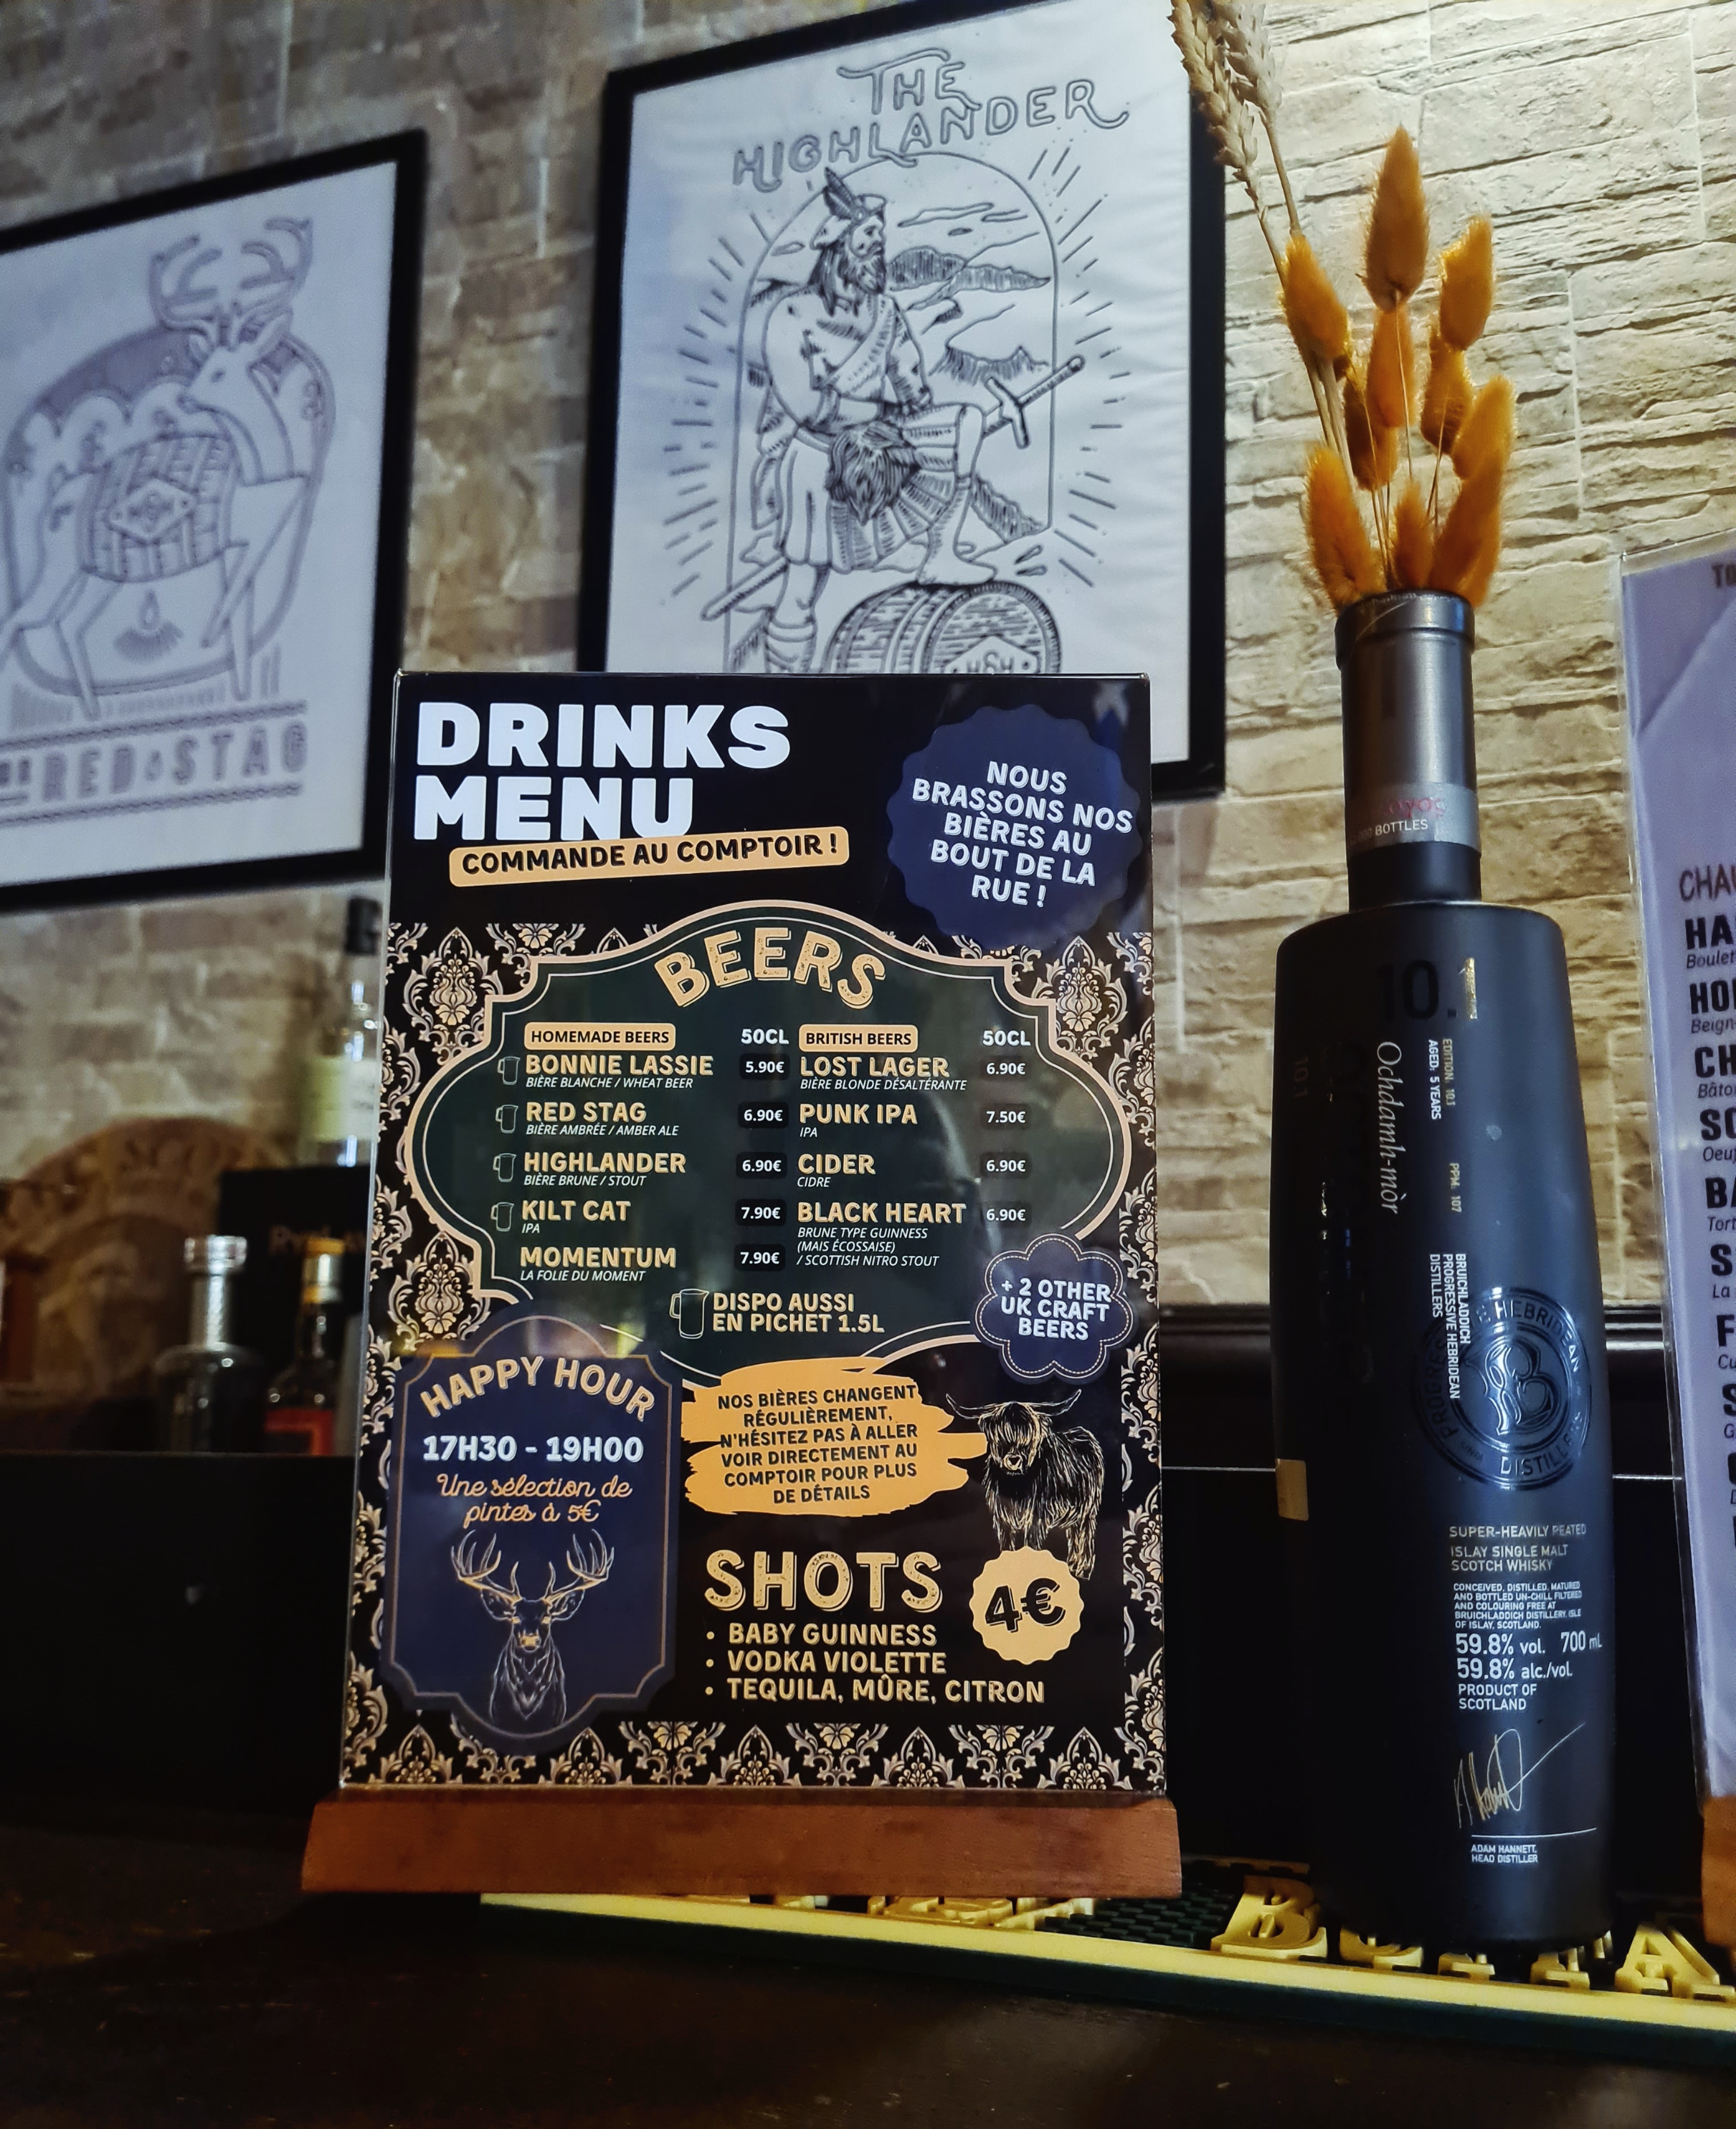 THE
HIGHLANDER
H&H
RED STAG
DRINKS
MENU
COMMANDE AU COMPTOIR !
NOUS
BRASSONS NOS
BIÈRES AU
BOUT DE LA
RUE !
BEERS
HOMEMADE BEERS 50CL
BONNIE LASSIE 5.90€
BIÈRE BLANCHE / WHEAT BEER
RED STAG 6.90€
BIÈRE AMBRÉE / AMBER ALE
HIGHLANDER 6.90€
BIÈRE BRUNE / STOUT
KILT CAT 7.90€
IPA
MOMENTUM 7.90€
LA FOLIE DU MOMENT
BRITISH BEERS 50CL
LOST LAGER 6.90€
BIÈRE BLONDE DÉSALTÉRANTE
PUNK IPA 7.50€
IPA
CIDER 6.90€
CIDRE
BLACK HEART 6.90€
BRUNE TYPE GUINNESS
(MAIS ÉCOSSAISE)
/ SCOTTISH NITRO STOUT
DISPO AUSSI
EN PICHET 1.5L
+ 2 OTHER
UK CRAFT
BEERS
HAPPY HOUR
17H30 - 19H00
Une sélection de
pintes à 5€
NOS BIÈRES CHANGENT
RÉGULIÈREMENT,
N'HÉSITEZ PAS À ALLER
VOIR DIRECTEMENT AU
COMPTOIR POUR PLUS
DE DÉTAILS
SHOTS
4€
• BABY GUINNESS
• VODKA VIOLETTE
• TEQUILA, MÛRE, CITRON
BOTTLES
10.1
Ochdamh-mòr
EDITION: 10.1
AGED: 5 YEARS
PPM: 107
BRUICHLADDICH
PROGRESSIVE HEBRIDEAN
DISTILLERS
SUPER-HEAVILY PEATED
ISLAY SINGLE MALT
SCOTCH WHISKY
CONCEIVED, DISTILLED, MATURED
AND BOTTLED UN-CHILL FILTERED
AND COLOURING FREE AT
BRUICHLADDICH DISTILLERY, ISLE
OF ISLAY, SCOTLAND.
59.8% vol. 700 mL
59.8% alc./vol.
PRODUCT OF
SCOTLAND
ADAM HANNETT,
HEAD DISTILLER